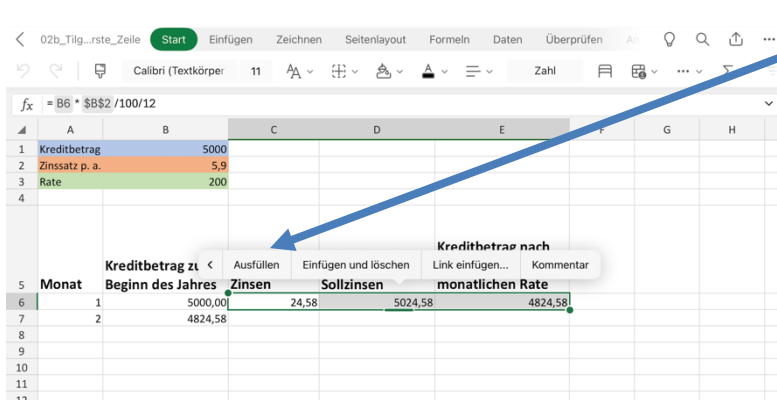 02b_Tilg...rste_Zeile Start Einfügen Zeichnen Seitenlayout Formeln Daten Überprüfen
Calibri (Textkörper 11 Zahl
fx = B6 * $B$2 /100/12
A B C D E F G H
1 Kreditbetrag 5000
2 Zinssatz p. a. 5,9
3 Rate 200
4
Kreditbetrag nach
Kreditbetrag zu < Ausfüllen Einfügen und löschen Link einfügen... Kommentar
5 Monat Beginn des Jahres Zinsen Sollzinsen monatlichen Rate
6 1 5000,00 24,58 5024,58 4824,58
7 2 4824,58
8
9
10
11
12